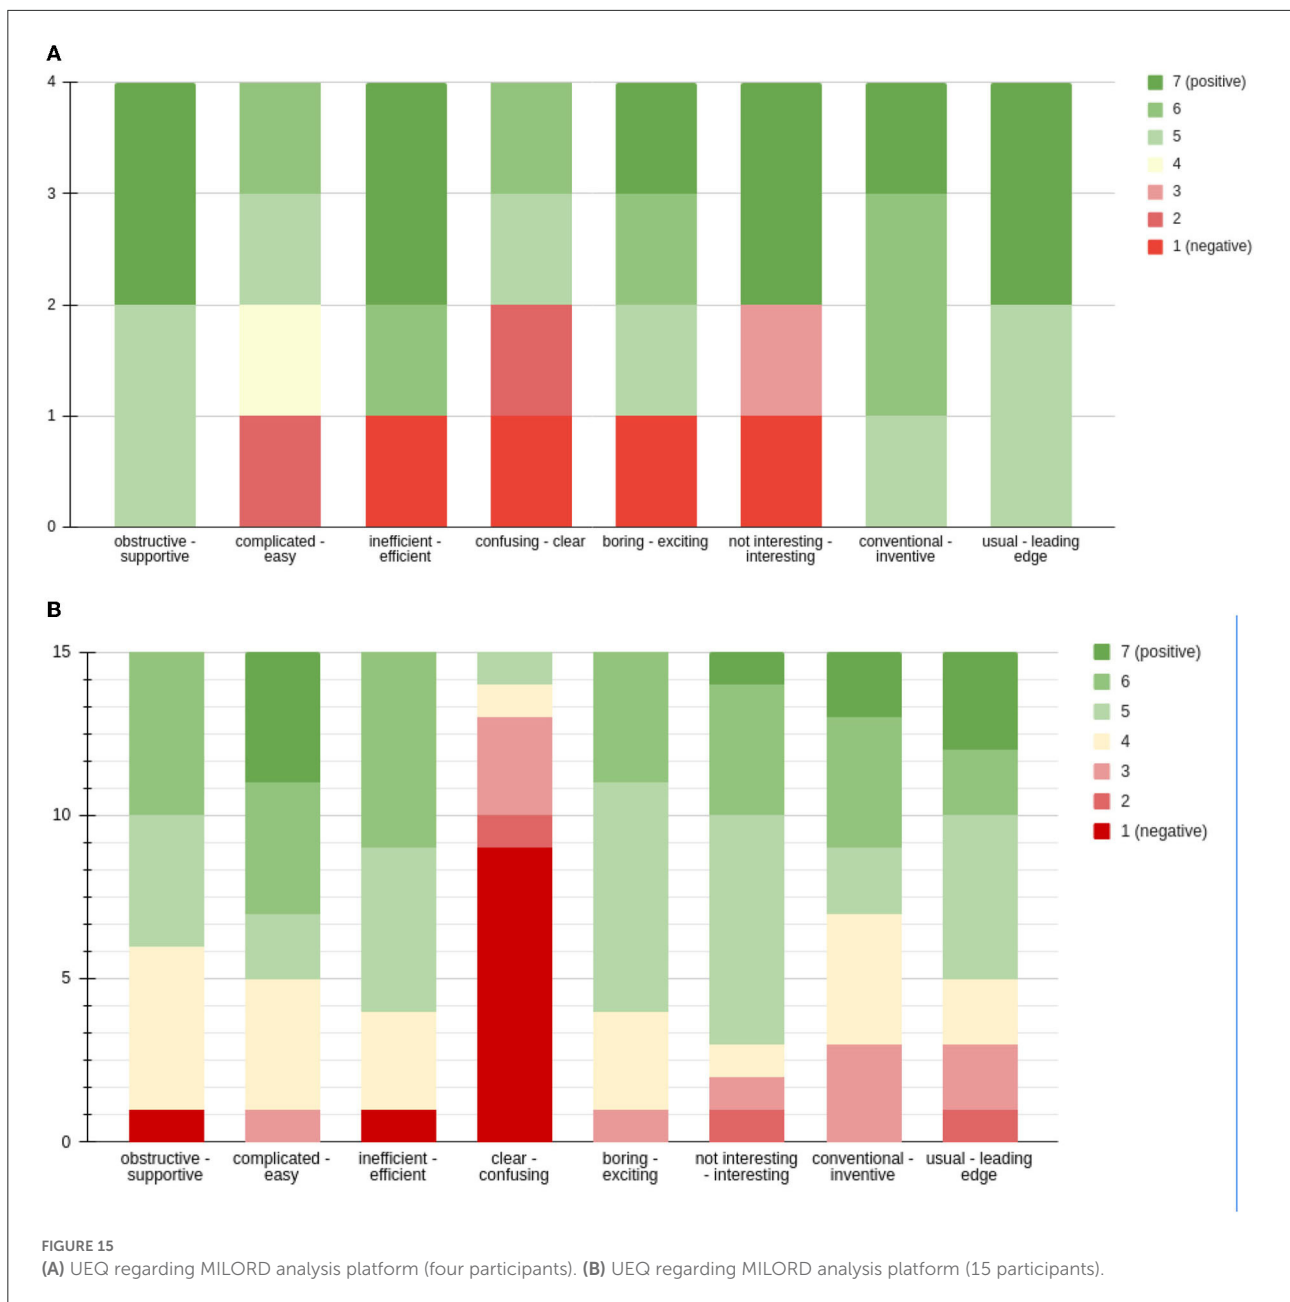 A
4
3
2
1
0
obstructive -
supportive
complicated -
easy
inefficient -
efficient
confusing - clear
boring - exciting
not interesting -
interesting
conventional -
inventive
usual - leading
edge
7 (positive)
6
5
4
3
2
1 (negative)
B
15
10
5
0
obstructive -
supportive
complicated -
easy
inefficient -
efficient
clear -
confusing
boring -
exciting
not interesting
- interesting
conventional -
inventive
usual - leading
edge
7 (positive)
6
5
4
3
2
1 (negative)
FIGURE 15
(A) UEQ regarding MILORD analysis platform (four participants). (B) UEQ regarding MILORD analysis platform (15 participants).